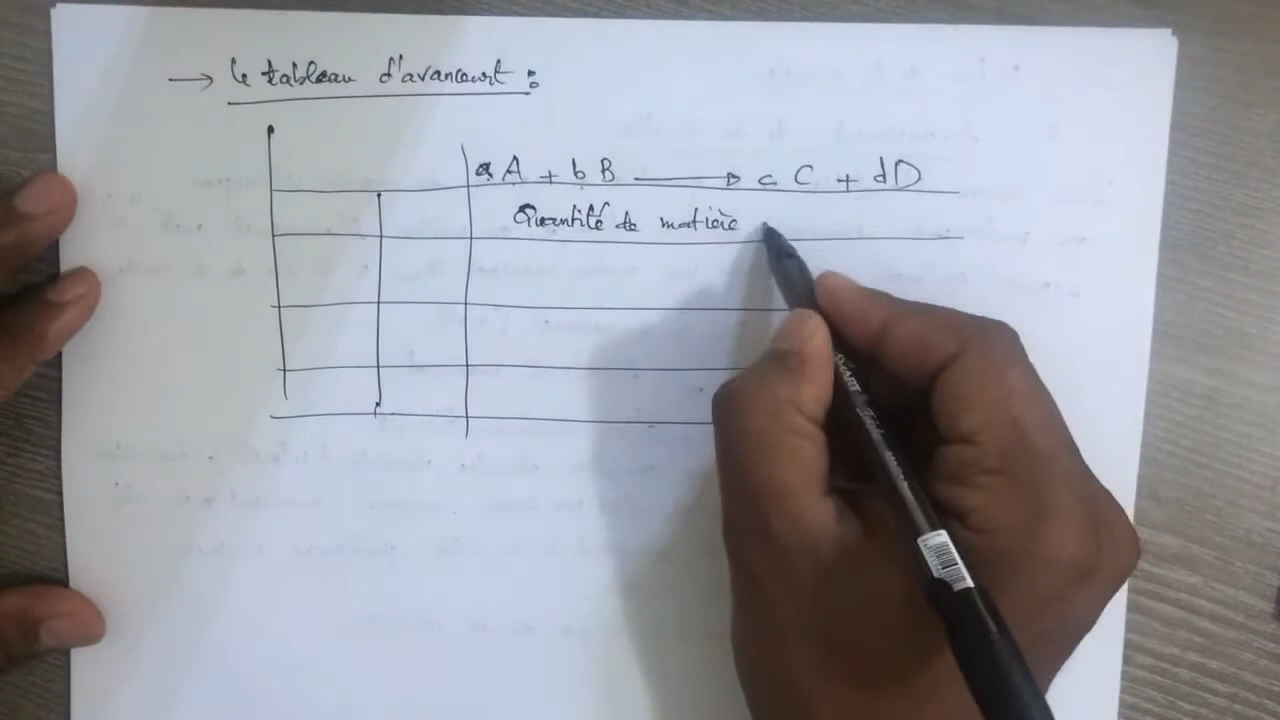 → le tableau d'avancement :
a A + b B → c C + d D
Quantité de matière